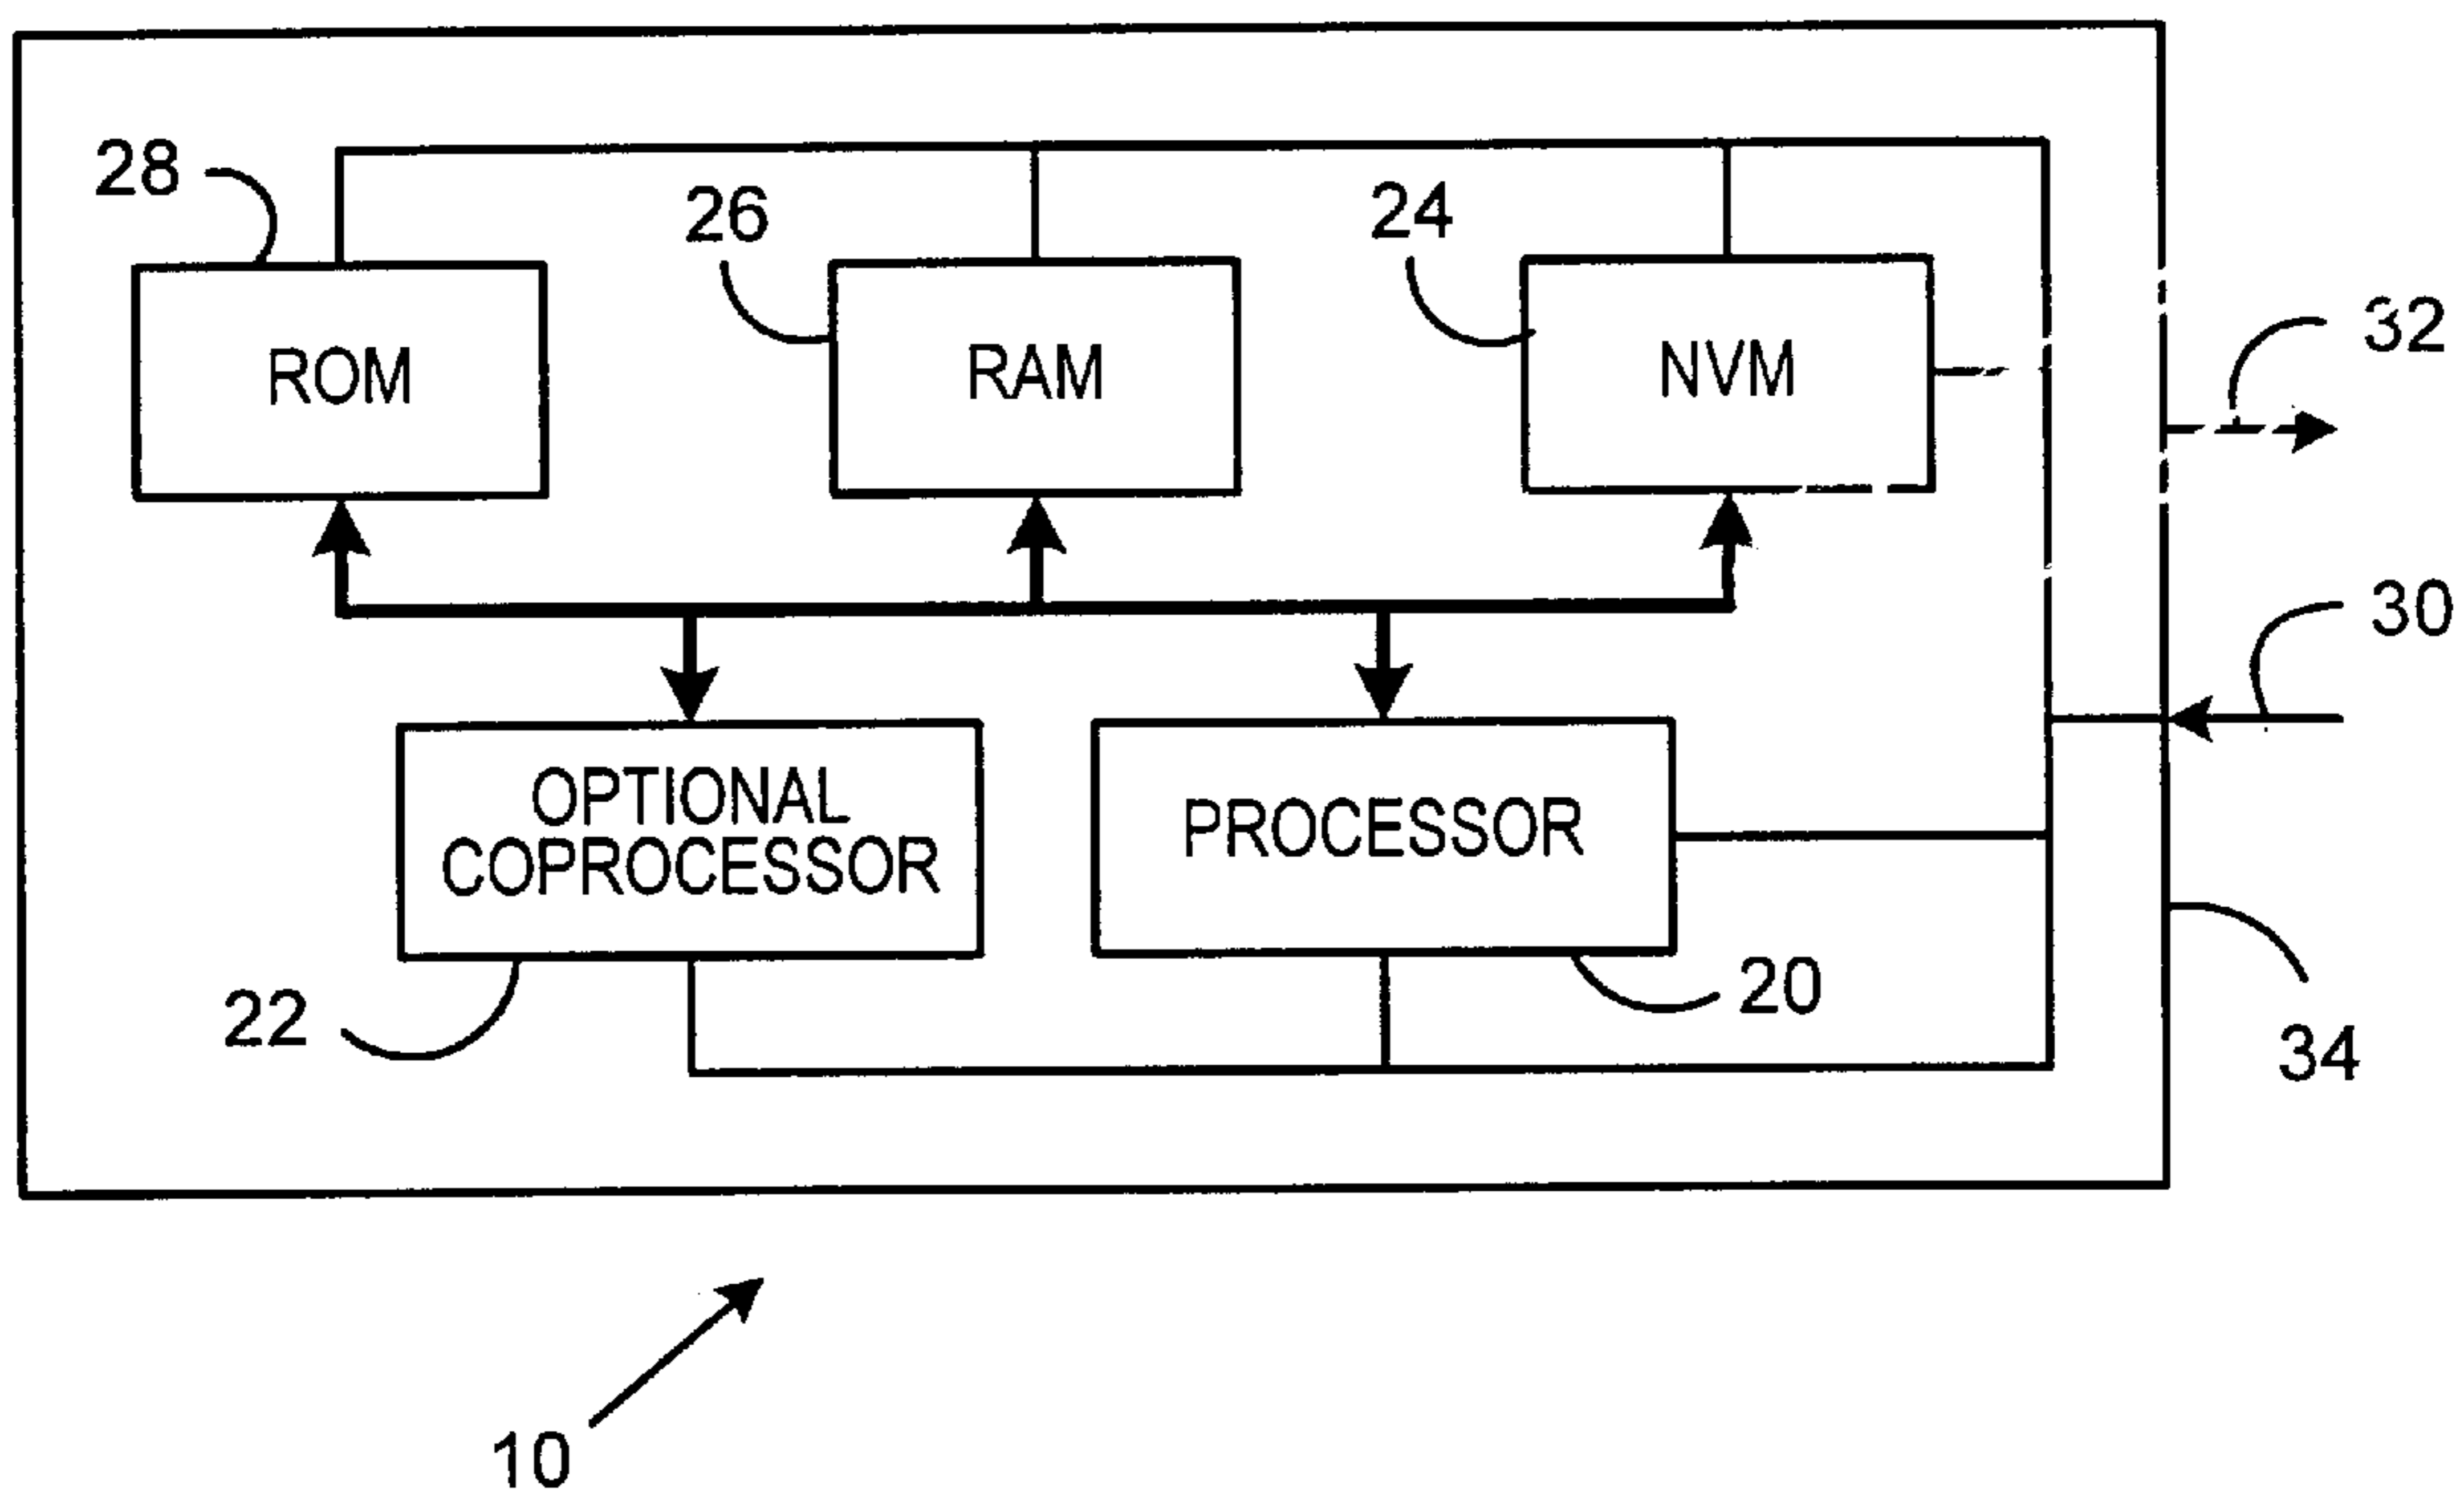 28
26
24
32
ROM
RAM
NVM
30
OPTIONAL
COPROCESSOR
PROCESSOR
22
20
34
10